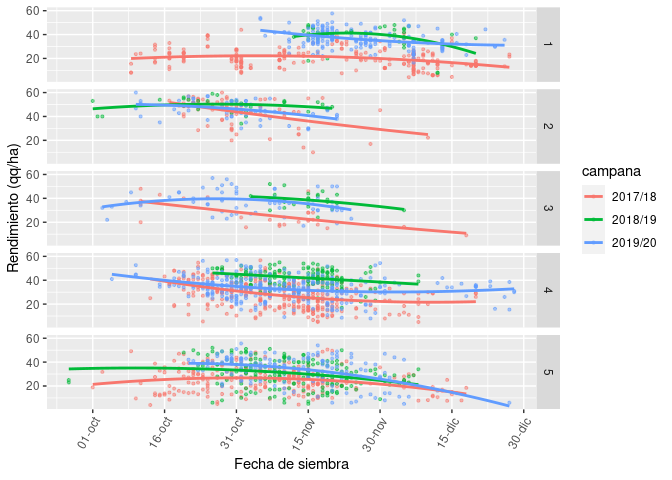 60
40
20
1
60
40
20
2
60
40
20
3
60
40
20
4
60
40
20
5
Rendimiento (qq/ha)
01-oct
16-oct
31-oct
15-nov
30-nov
15-dic
30-dic
Fecha de siembra
campana
2017/18
2018/19
2019/20